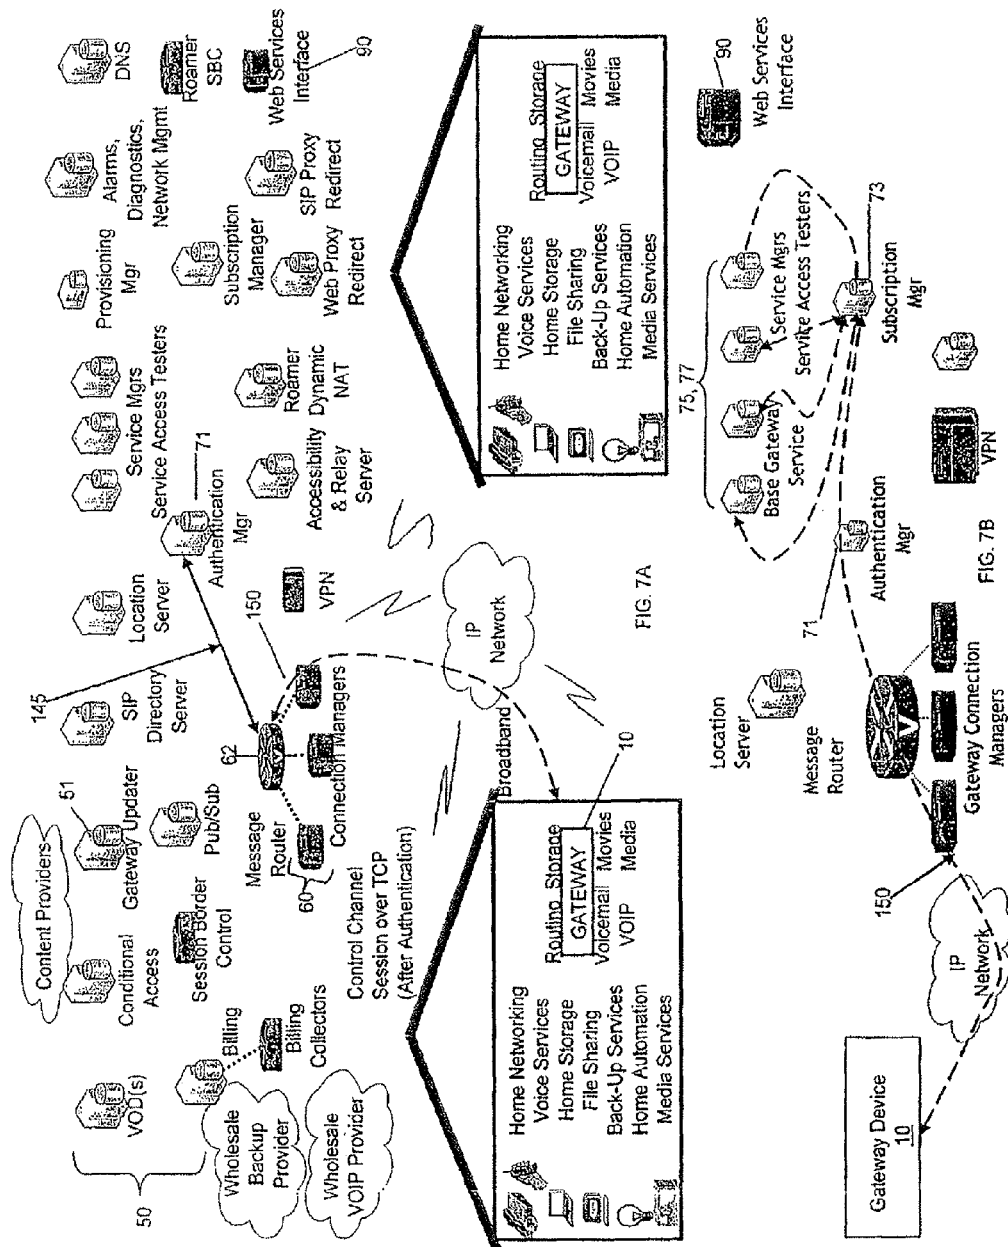 Content Providers
50
VOD(s)
Conditional
Access
51
Gateway Updater
145
SIP
Directory
Server
Location
Server
Service Mgrs
Service Access Testers
Provisioning
Mgr
Alarms,
Diagnostics,
Network Mgmt
DNS
Wholesale
Backup
Provider
Billing
Session Border
Control
Pub/Sub
62
Authentication
Mgr
71
Subscription
Manager
Roamer
SBC
Wholesale
VOIP Provider
Billing
Collectors
Message
Router
60
Connection Managers
150
VPN
Accessibility
& Relay
Server
Roamer
Dynamic
NAT
Web Proxy
Redirect
SIP Proxy
Redirect
Web Services
Interface
90
Control Channel
Session over TCP
(After Authentication)
Broadband
IP
Network
10
Home Networking
Voice Services
Home Storage
File Sharing
Back-Up Services
Home Automation
Media Services
Routing Storage
GATEWAY
Voicemail Movies
VOIP Media
FIG. 7A
Home Networking
Voice Services
Home Storage
File Sharing
Back-Up Services
Home Automation
Media Services
Routing Storage
GATEWAY
Voicemail Movies
VOIP Media
Gateway Device
10
IP
Network
150
Location
Server
Message
Router
V
Gateway Connection
Managers
71
Authentication
Mgr
75, 77
Base Gateway
Service
Service Mgrs
Service Access Testers
73
Subscription
Mgr
90
Web Services
Interface
VPN
FIG. 7B